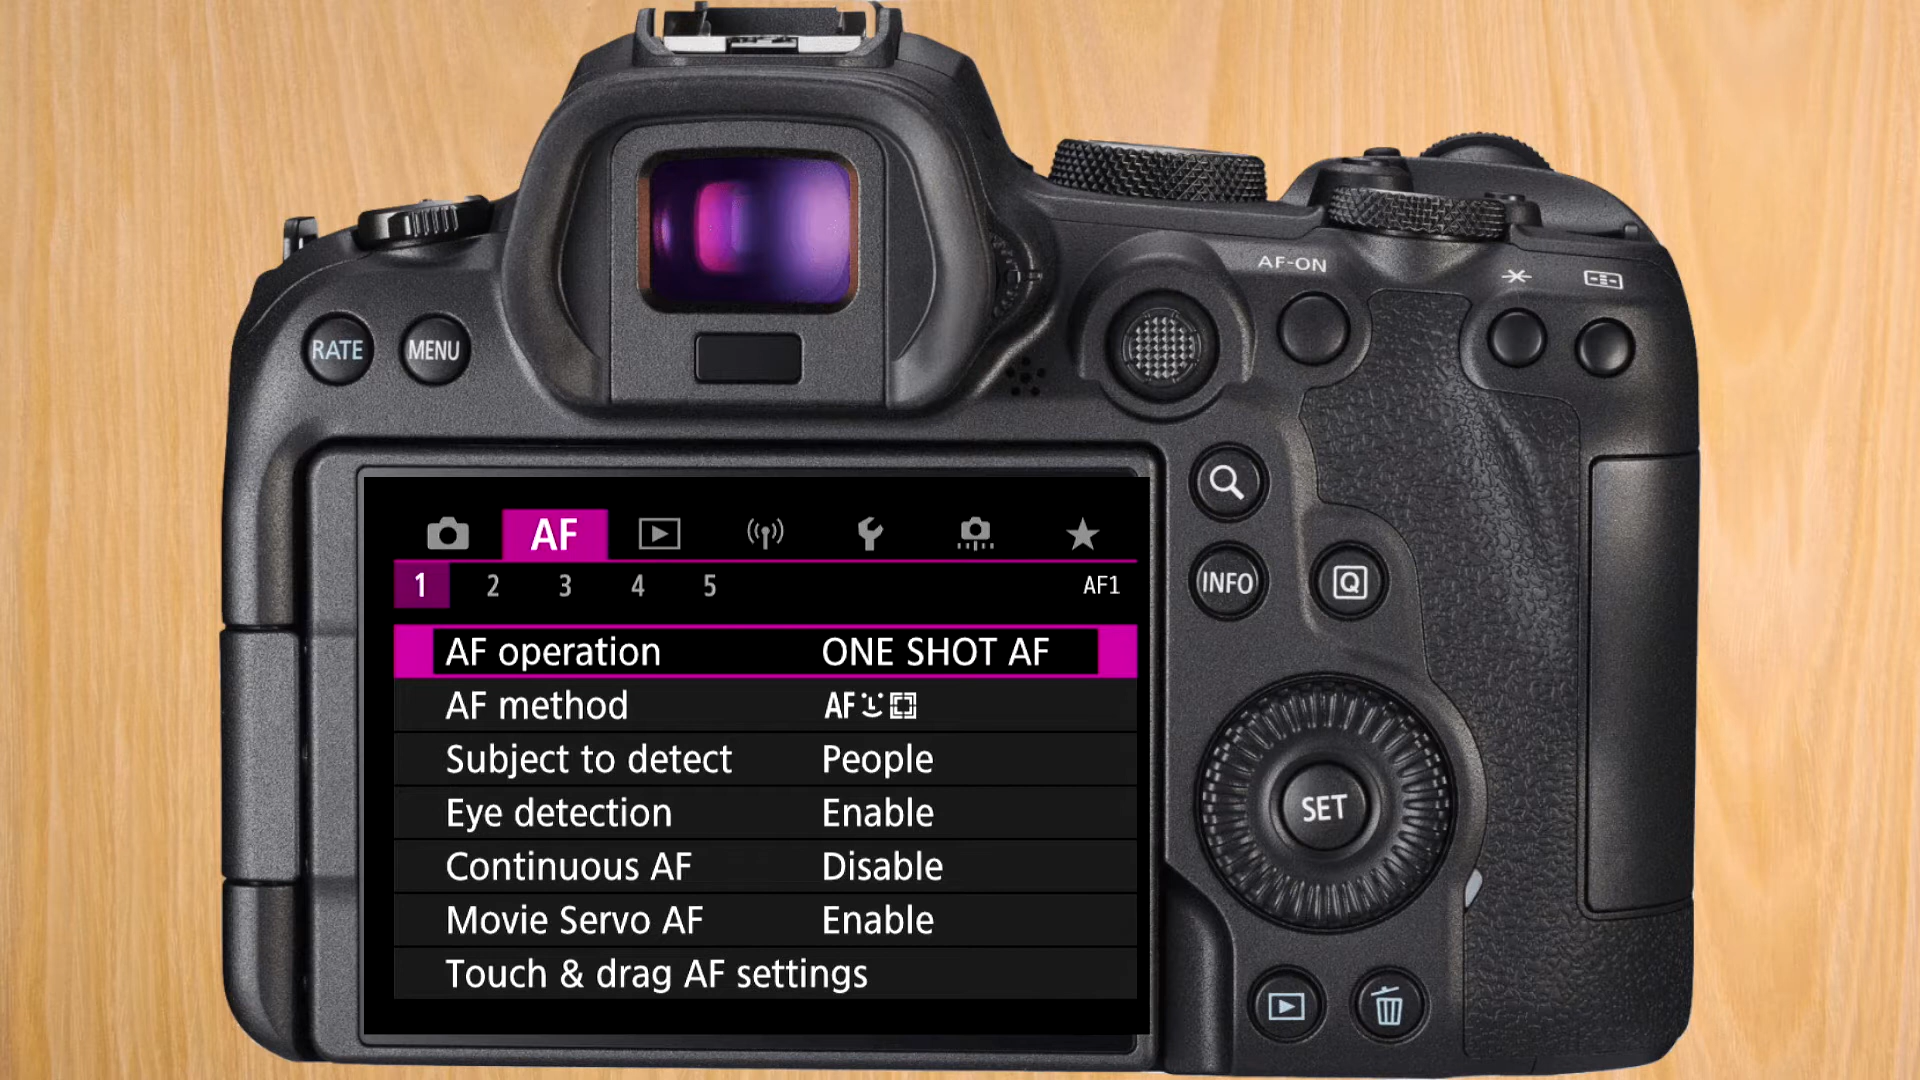 AF-ON
RATE MENU
AF
1 2 3 4 5 AF1
AF operation ONE SHOT AF
AF method AF
Subject to detect People
Eye detection Enable
Continuous AF Disable
Movie Servo AF Enable
Touch & drag AF settings
INFO Q
SET